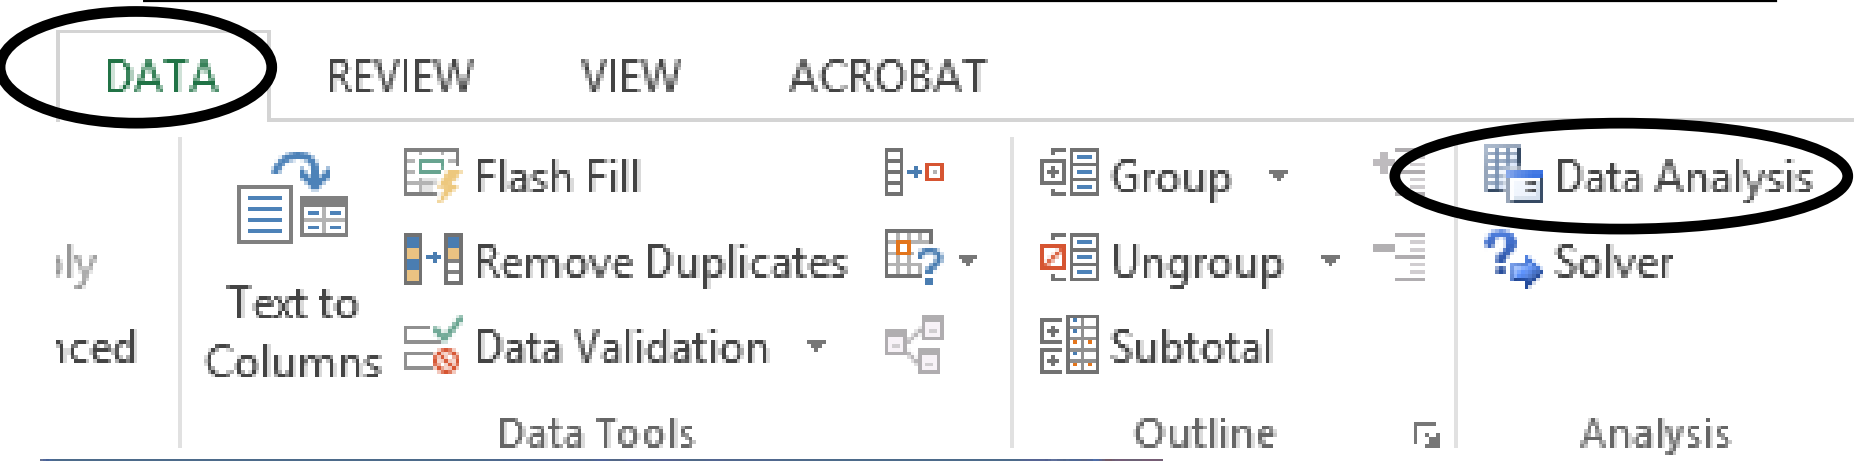 DATA REVIEW VIEW ACROBAT
Flash Fill Group Data Analysis
Remove Duplicates Ungroup Solver
Text to
Columns
Data Validation Subtotal
Data Tools Outline Analysis